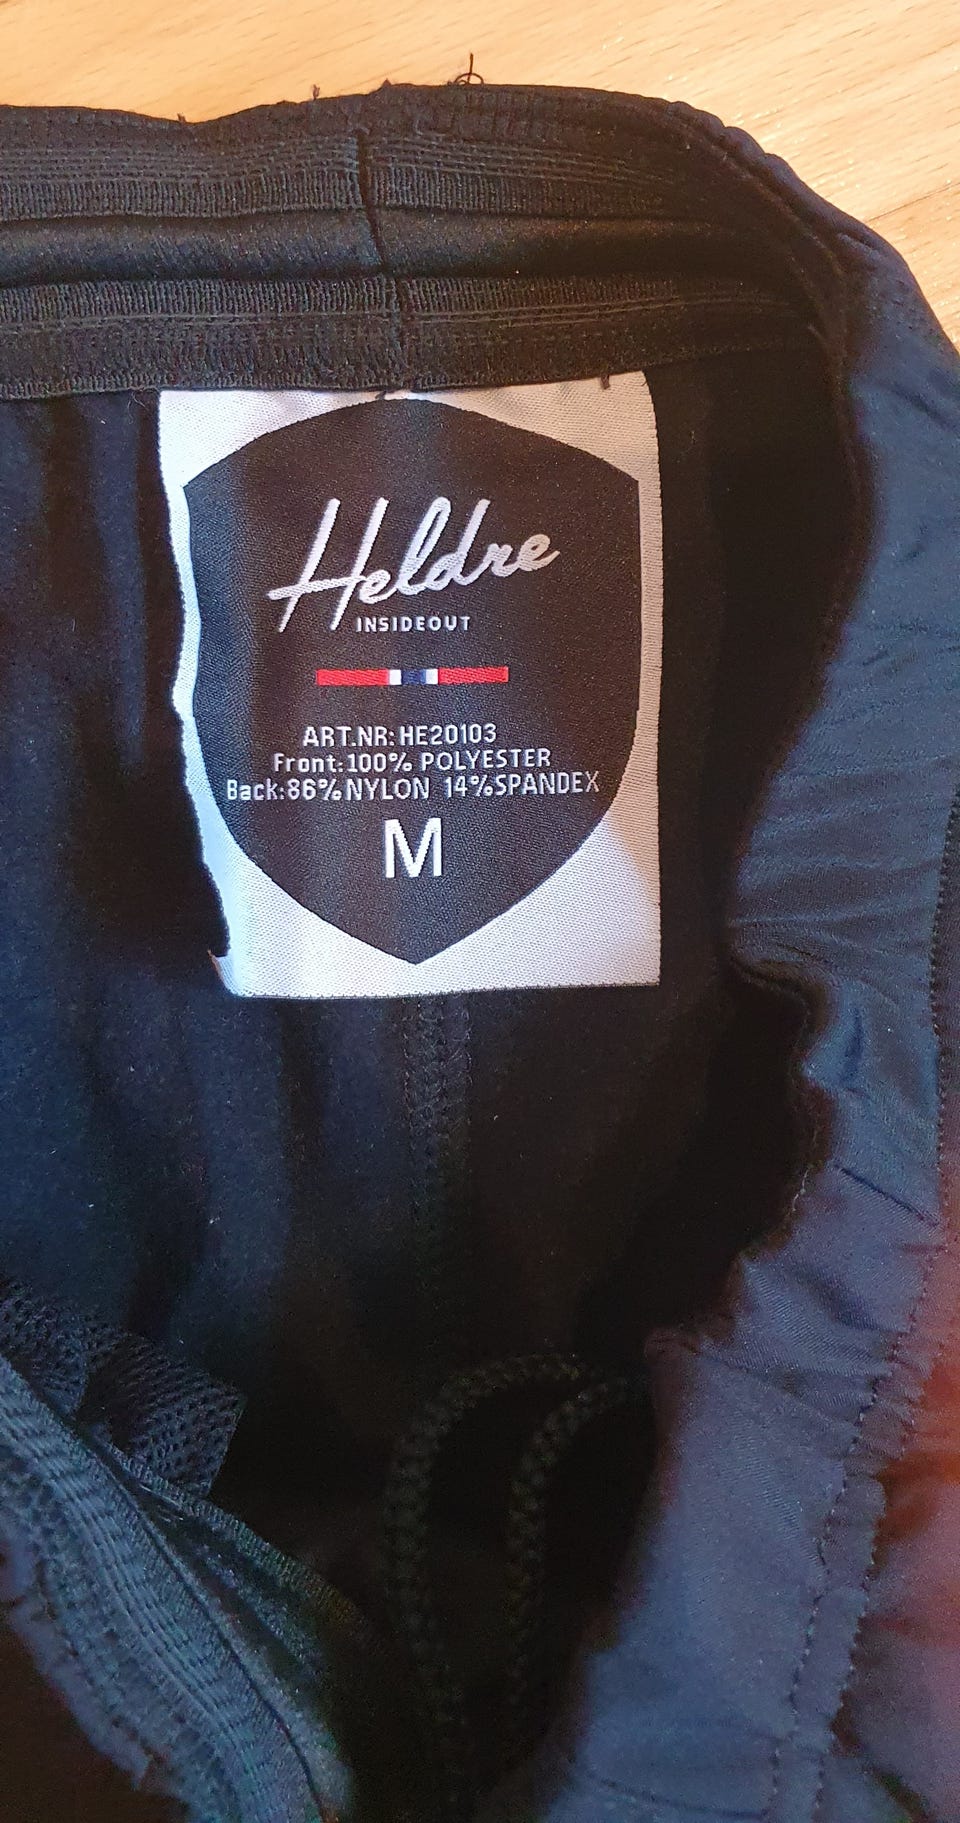 Heldre
INSIDEOUT
ART.NR: HE20103
Front: 100% POLYESTER
Back: 86% NYLON 14% SPANDEX
M